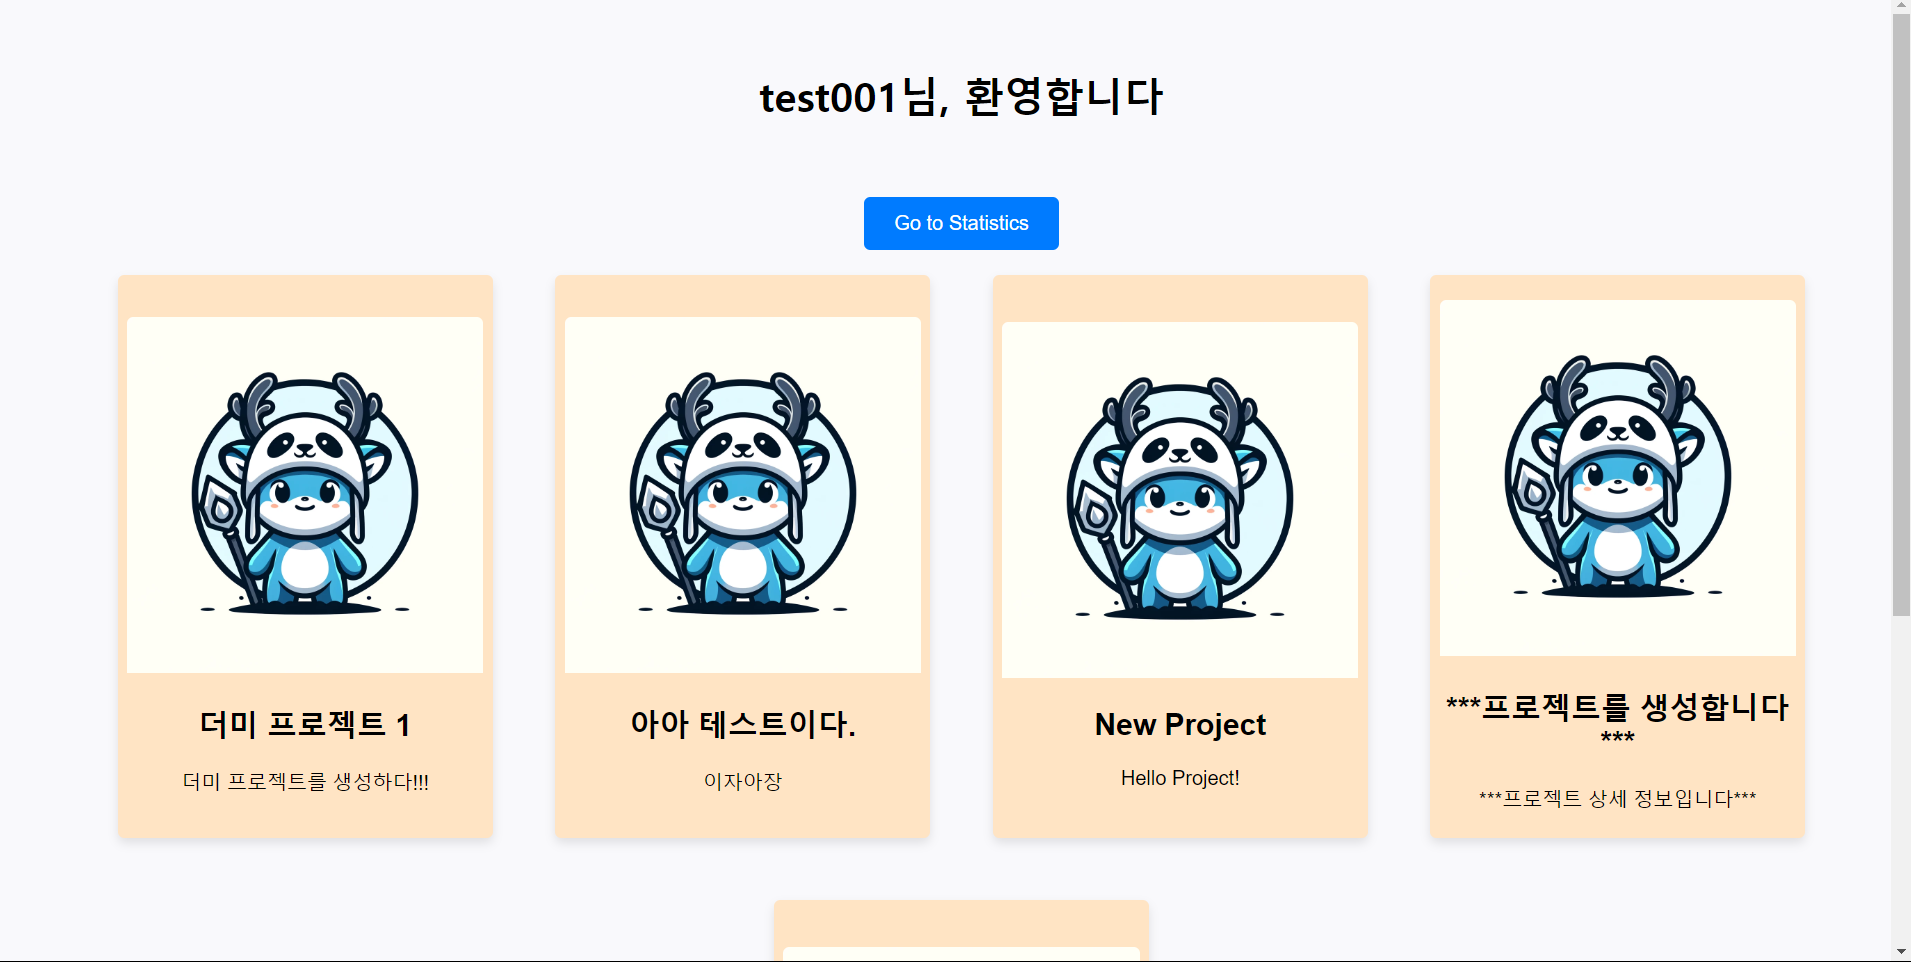 test001님, 환영합니다
Go to Statistics
더미 프로젝트 1
더미 프로젝트를 생성하다!!!
아아 테스트이다.
이자아장
New Project
Hello Project!
***프로젝트를 생성합니다
***
***프로젝트 상세 정보입니다***